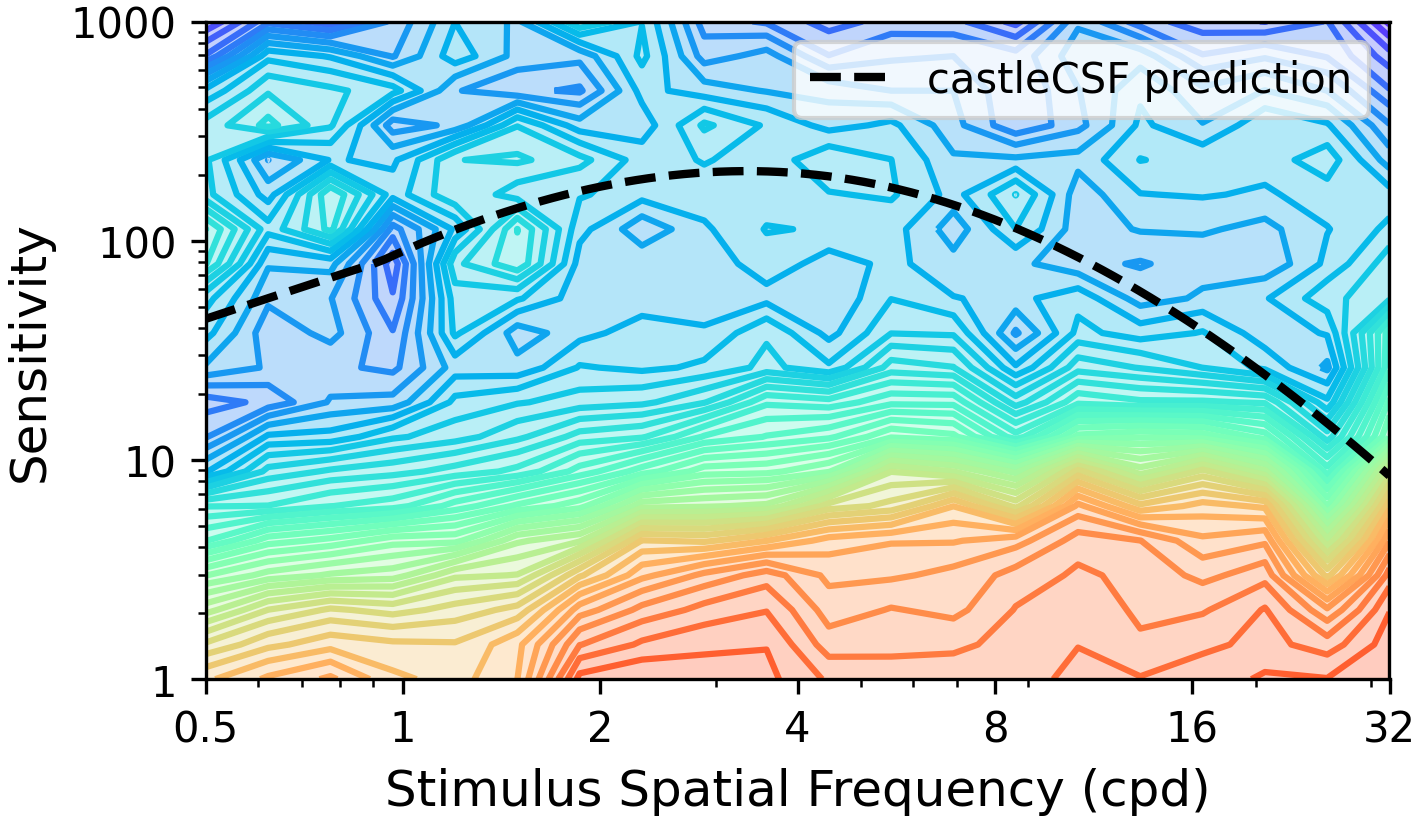 1000
100
10
1
Sensitivity
castleCSF prediction
0.5 1 2 4 8 16 32
Stimulus Spatial Frequency (cpd)